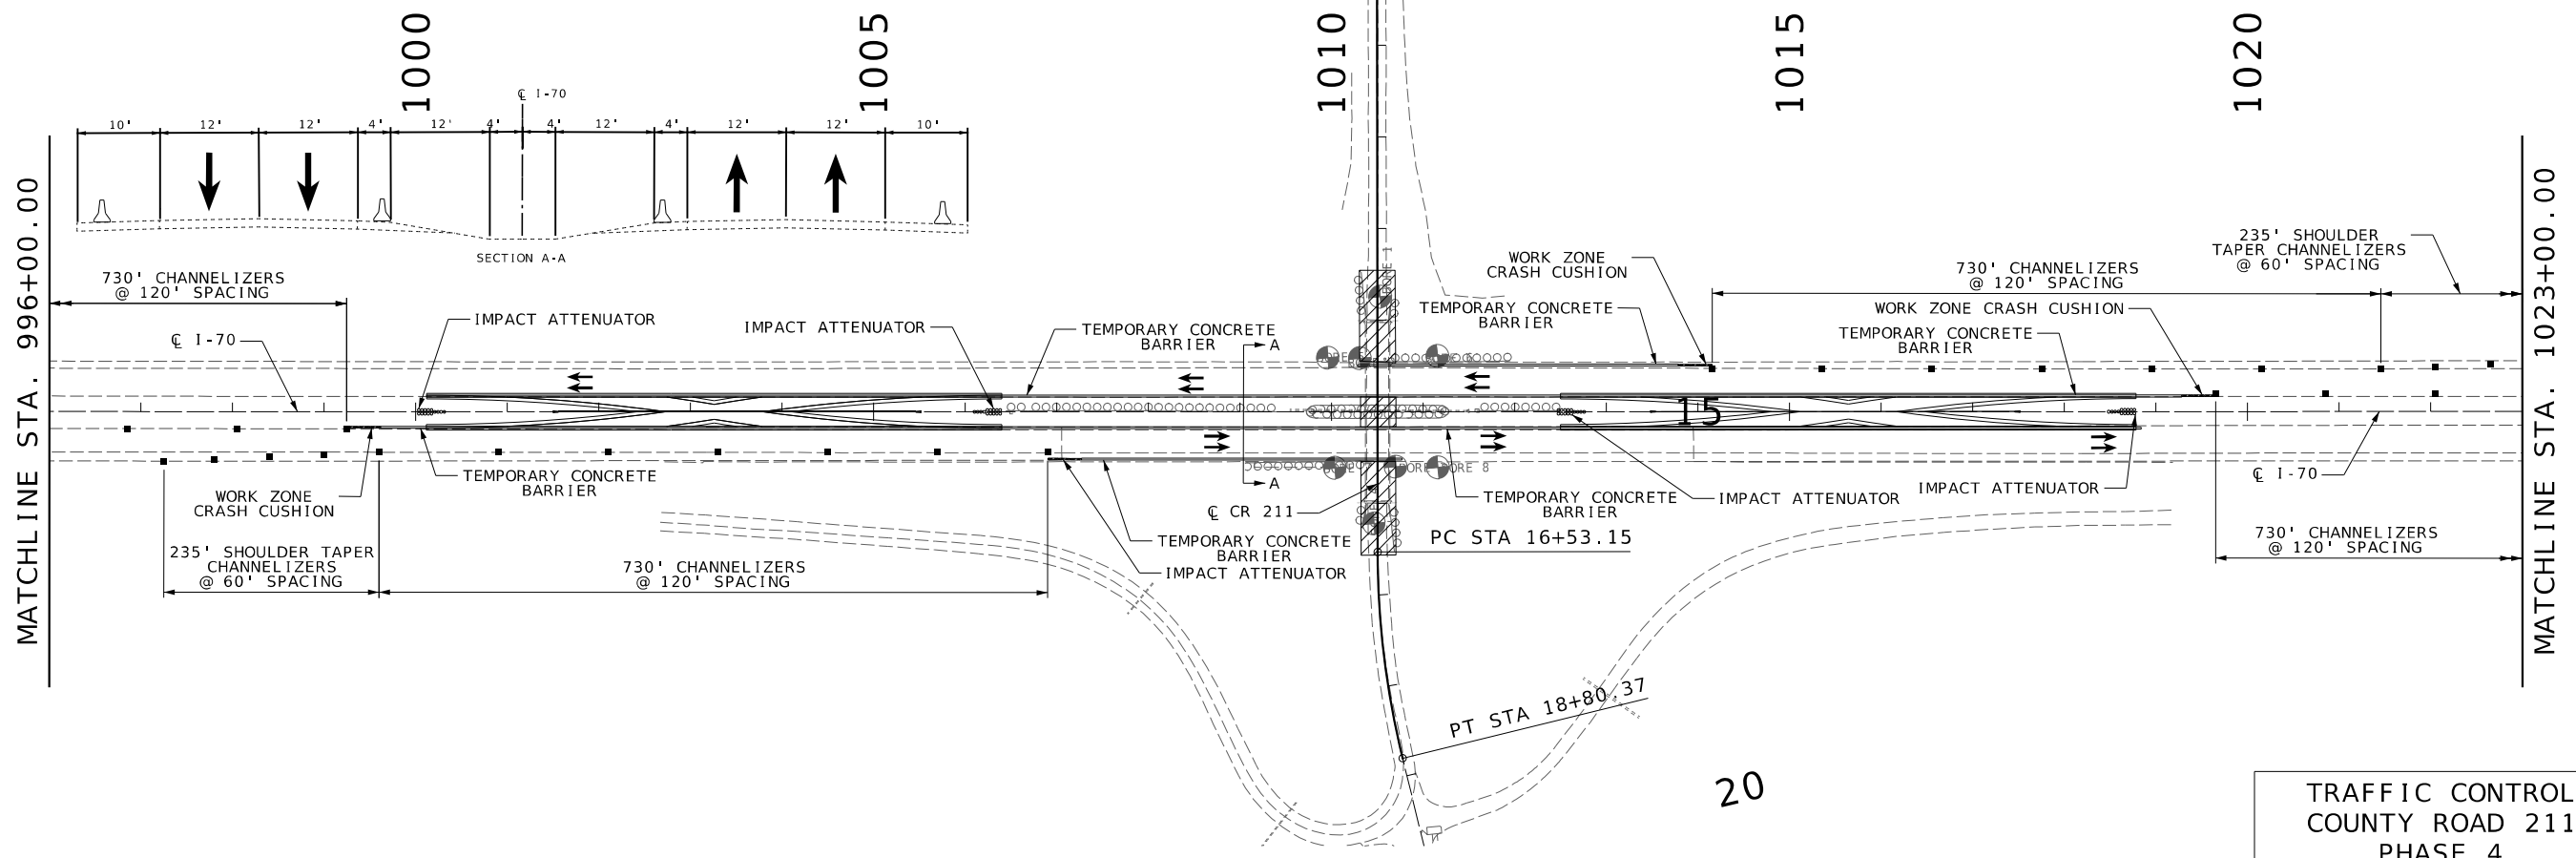 1000
1005
1010
1015
1020
℄ I-70
10'
12'
12'
4'
12'
4'
4'
12'
4'
12'
12'
10'
SECTION A-A
MATCHLINE STA. 996+00.00
MATCHLINE STA. 1023+00.00
730' CHANNELIZERS
@ 120' SPACING
℄ I-70
IMPACT ATTENUATOR
IMPACT ATTENUATOR
TEMPORARY CONCRETE
BARRIER
A
A
WORK ZONE
CRASH CUSHION
TEMPORARY CONCRETE
BARRIER
730' CHANNELIZERS
@ 120' SPACING
235' SHOULDER
TAPER CHANNELIZERS
@ 60' SPACING
WORK ZONE CRASH CUSHION
TEMPORARY CONCRETE
BARRIER
15
TEMPORARY CONCRETE
BARRIER
WORK ZONE
CRASH CUSHION
235' SHOULDER TAPER
CHANNELIZERS
@ 60' SPACING
730' CHANNELIZERS
@ 120' SPACING
℄ CR 211
TEMPORARY CONCRETE
BARRIER
IMPACT ATTENUATOR
TEMPORARY CONCRETE
BARRIER
PC STA 16+53.15
IMPACT ATTENUATOR
IMPACT ATTENUATOR
℄ I-70
730' CHANNELIZERS
@ 120' SPACING
PT STA 18+80.37
20
TRAFFIC CONTROL
COUNTY ROAD 211
PHASE 4